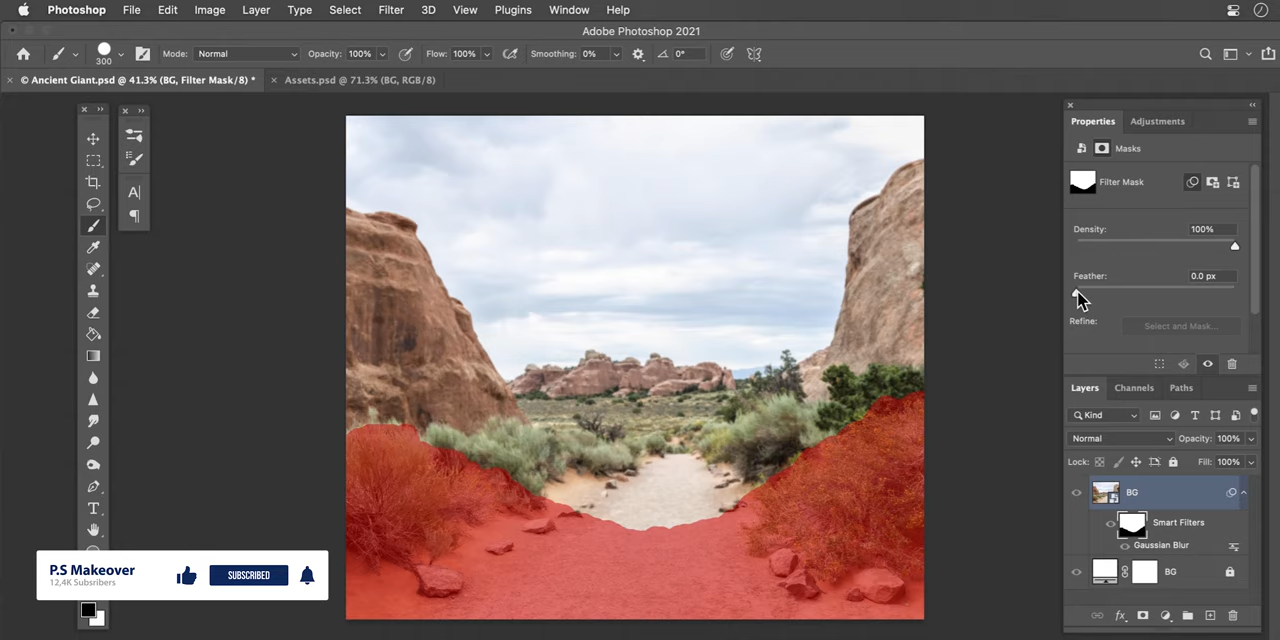 Photoshop File Edit Image Layer Type Select Filter 3D View Plugins Window Help
Adobe Photoshop 2021
300 Mode: Normal Opacity: 100% Flow: 100% Smoothing: 0% 0°
× © Ancient Giant.psd @ 41.3% (BG, Filter Mask/8) * × Assets.psd @ 71.3% (BG, RGB/8)
Properties Adjustments
Masks
Filter Mask
Density: 100%
Feather: 0.0 px
Refine: Select and Mask...
Layers Channels Paths
Kind
Normal Opacity: 100%
Lock: Fill: 100%
BG
Smart Filters
Gaussian Blur
BG
fx
A|
¶
T
P.S Makeover
12,4K Subsribers
SUBSCRIBED